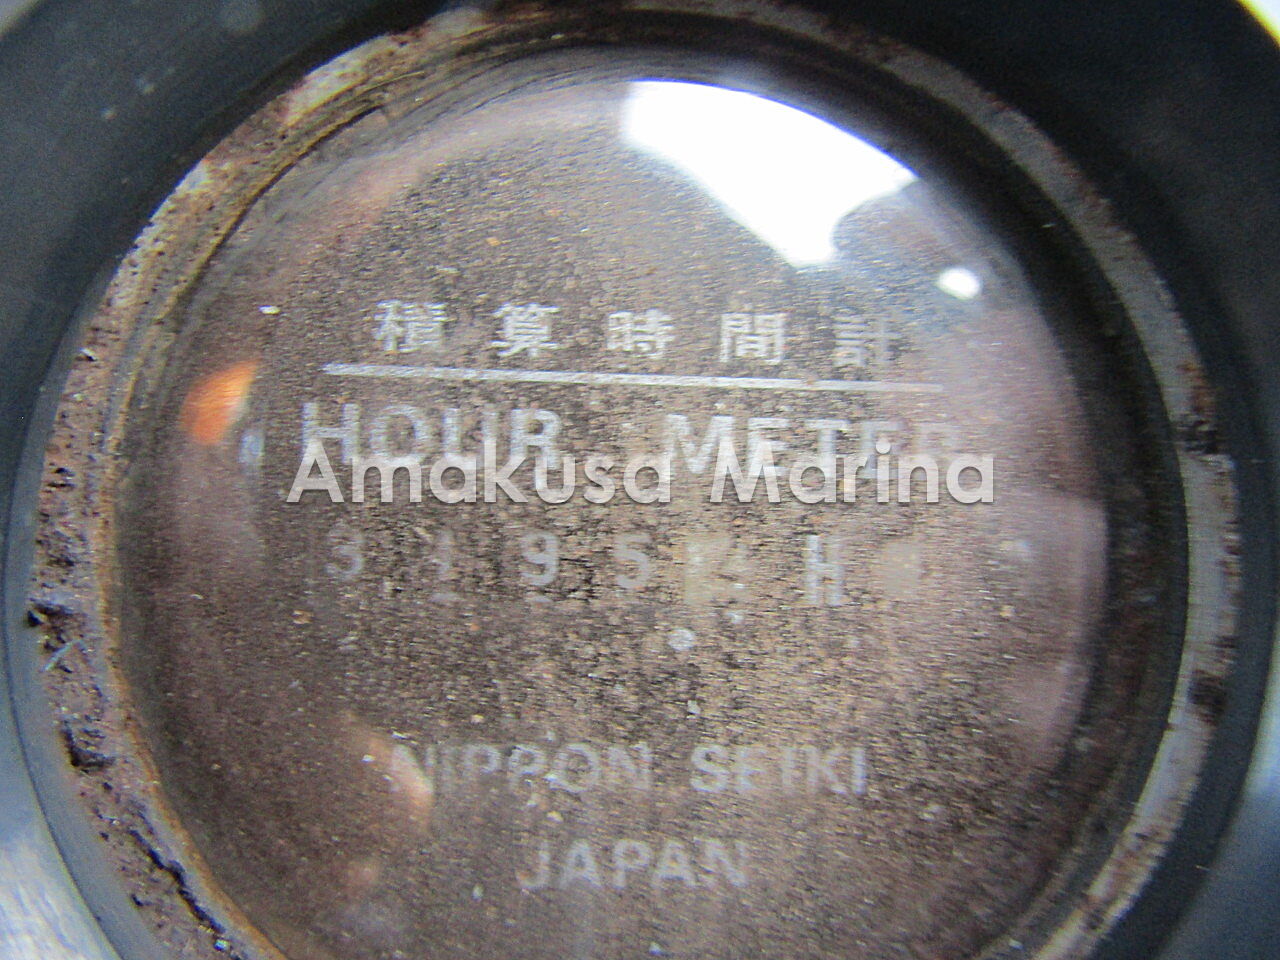 積算時間計
HOUR METER
Amakusa Marina
H
NIPPON SEIKI
JAPAN